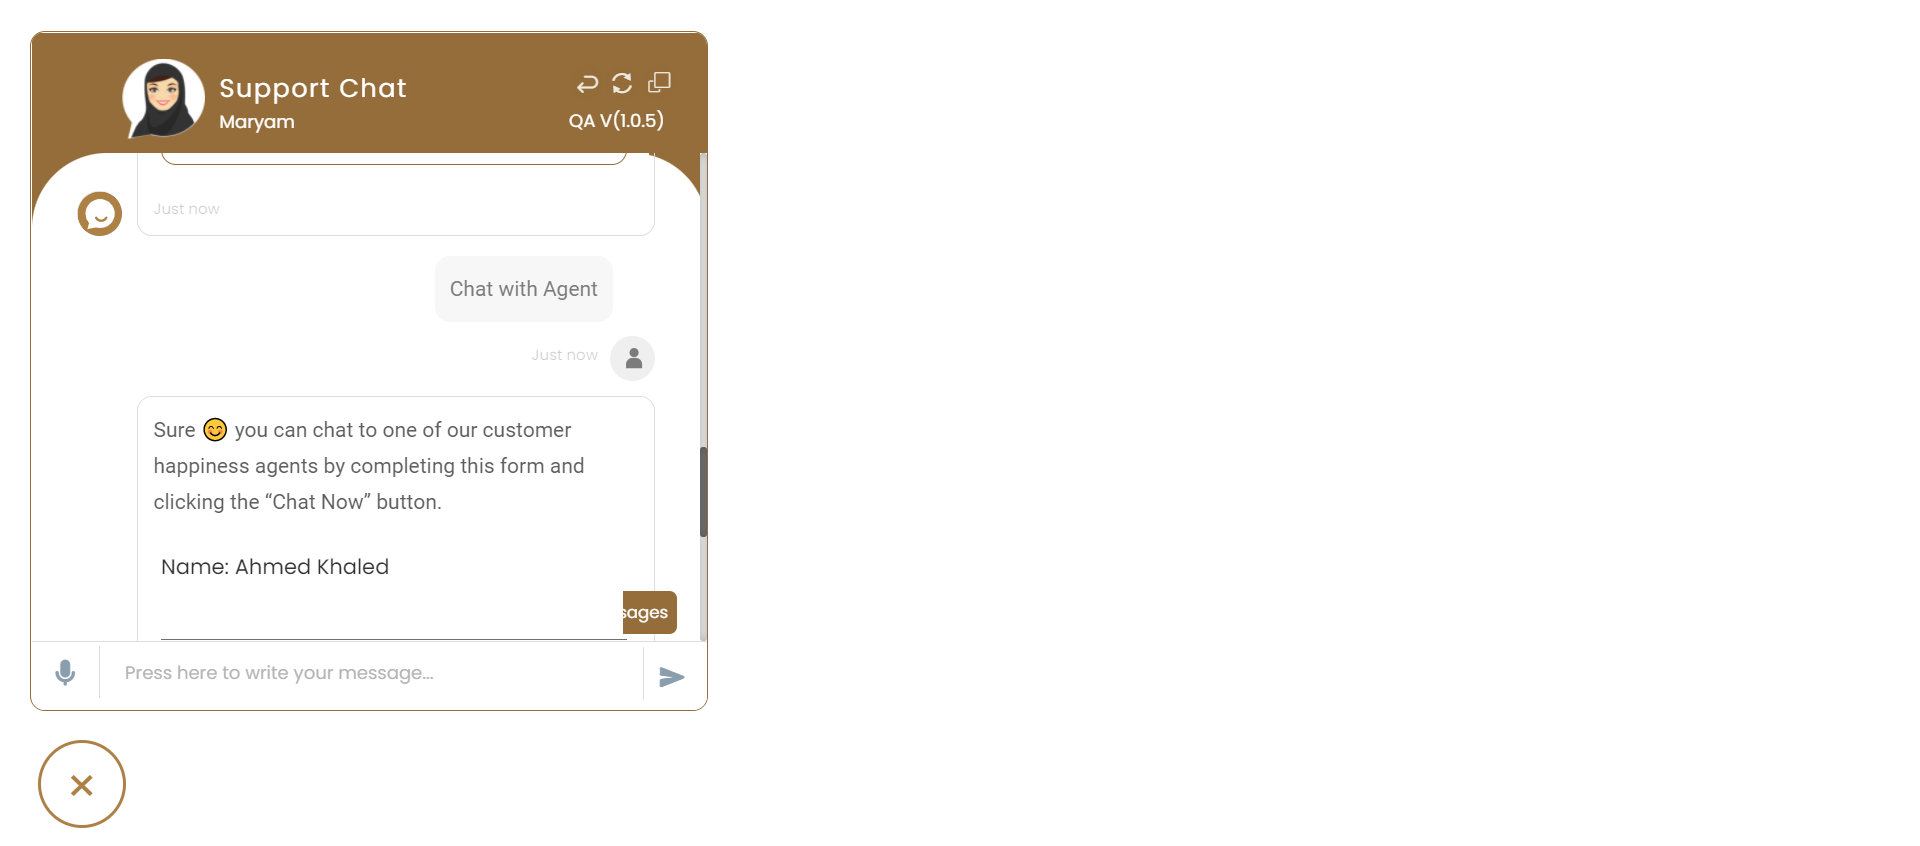 Support Chat
Maryam
QA V(1.0.5)
Just now
Chat with Agent
Just now
Sure 😊 you can chat to one of our customer
happiness agents by completing this form and
clicking the “Chat Now” button.
Name: Ahmed Khaled
sages
Press here to write your message...